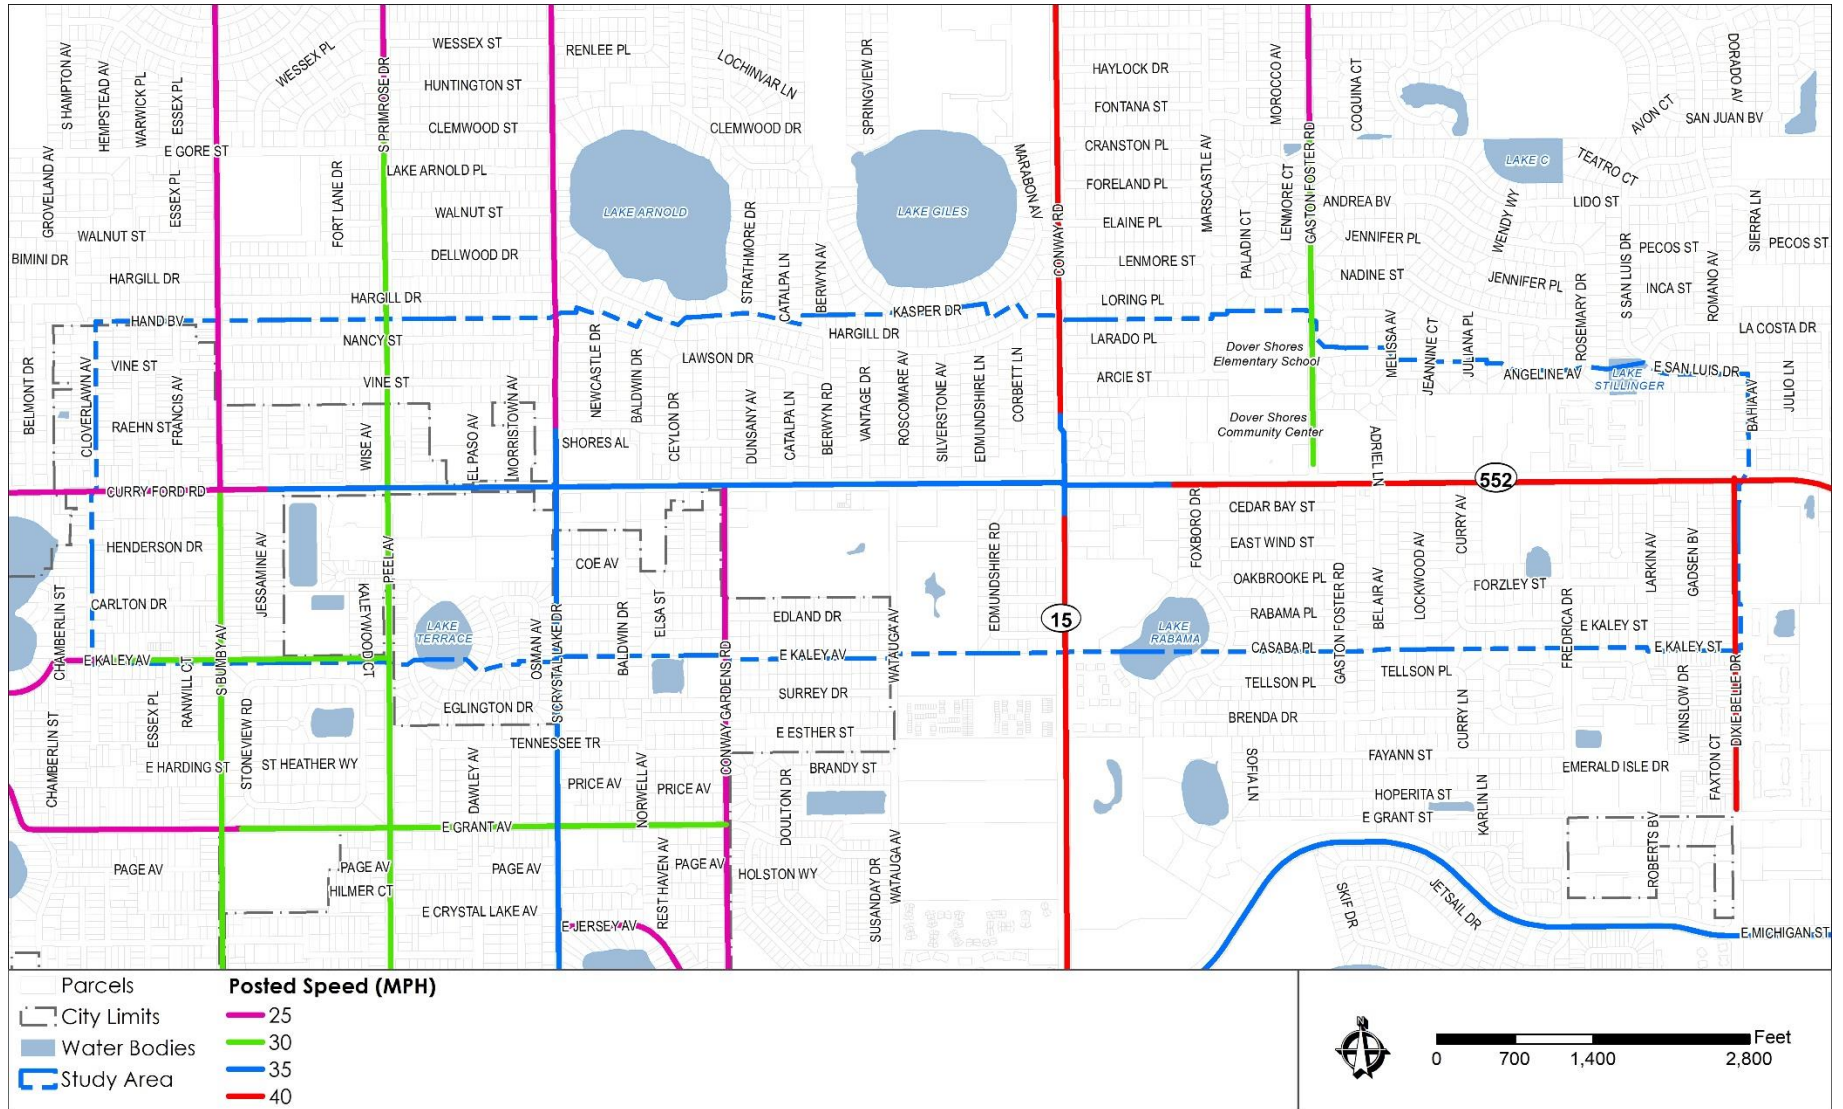 S HAMPTON AV
HEMPSTEAD AV
WARWICK PL
ESSEX PL
WESSEX PL
S PRIMROSE DR
WESSEX ST
HUNTINGTON ST
CLEMWOOD ST
RENLEE PL
LOCHINVAR LN
CLEMWOOD DR
SPRINGVIEW DR
HAYLOCK DR
FONTANA ST
CRANSTON PL
FORELAND PL
ELAINE PL
LENMORE ST
LORING PL
LARADO PL
ARCIE ST
MOROCCO AV
COQUINA CT
DORADO AV
AVON CT
SAN JUAN BV
E GORE ST
GROVELAND AV
ESSEX PL
FORT LANE DR
LAKE ARNOLD PL
WALNUT ST
DELLWOOD DR
LAKE ARNOLD
LAKE GILES
MARABON AV
CONWAY RD
MARSCASTLE AV
PALADIN CT
LENMORE CT
GASTON FOSTER RD
ANDREA BV
JENNIFER PL
NADINE ST
LAKE C
TEATRO CT
LIDO ST
WENDY WY
JENNIFER PL
ROSEMARY DR
S SAN LUIS DR
PECOS ST
INCA ST
ROMANO AV
SIERRA LN
PECOS ST
LA COSTA DR
WALNUT ST
BIMINI DR
HARGILL DR
HARGILL DR
STRATHMORE DR
CATALPA LN
BERWYN AV
KASPER DR
HARGILL DR
HAND BV
NANCY ST
VINE ST
VINE ST
BELMONT DR
CLOVERLAWN AV
FRANCIS AV
RAEHN ST
WISE AV
EL PASO AV
MORRISTOWN AV
NEWCASTLE DR
BALDWIN DR
LAWSON DR
CEYLON DR
SHORES AL
DUNSANY AV
CATALPA LN
BERWYN RD
VANTAGE DR
ROSCOMARE AV
SILVERSTONE AV
EDMUNDSHIRE LN
CORBETT LN
Dover Shores
Elementary School
Dover Shores
Community Center
MELISSA AV
JEANNINE CT
JULIANA PL
ANGELINE AV
LAKE
STILLINGER
E SAN LUIS DR
BAHIA AV
JULIO LN
ADRIEL LN
CURRY FORD RD
552
HENDERSON DR
CARLTON DR
CHAMBERLIN ST
JESSAMINE AV
KALEYWOOD CT
PEEL AV
LAKE
TERRACE
OSMAN AV
S CRYSTAL LAKE DR
COE AV
BALDWIN DR
ELSA ST
CONWAY GARDENS RD
EDLAND DR
E KALEY AV
SURREY DR
E ESTHER ST
WATAUGA AV
EDMUNDSHIRE RD
15
FOXBORO DR
CEDAR BAY ST
EAST WIND ST
OAKBROOKE PL
RABAMA PL
CASABA PL
TELLSON PL
BRENDA DR
LAKE
RABAMA
GASTON FOSTER RD
BELAIR AV
LOCKWOOD AV
CURRY AV
FORZLEY ST
FREDRICA DR
E KALEY ST
LARKIN AV
GADSEN BV
E KALEY ST
TELLSON PL
CURRY LN
WINSLOW DR
DIXIE BELLE DR
E KALEY AV
S BUMBY AV
CHAMBERLIN ST
ESSEX PL
RANWILL CT
STONEVIEW RD
EGLINGTON DR
TENNESSEE TR
E HARDING ST
ST HEATHER WY
DAWLEY AV
PRICE AV
NORWELL AV
PRICE AV
BRANDY ST
DOULTON DR
SOFIA LN
FAYANN ST
HOPERITA ST
E GRANT ST
KARLIN LN
EMERALD ISLE DR
FAXTON CT
E GRANT AV
PAGE AV
PAGE AV
HILMER CT
PAGE AV
E CRYSTAL LAKE AV
E JERSEY AV
REST HAVEN AV
PAGE AV
HOLSTON WY
SUSANDAY DR
WATAUGA AV
SKIF DR
JETSAIL DR
ROBERTS BV
E MICHIGAN ST
Parcels
City Limits
Water Bodies
Study Area
Posted Speed (MPH)
25
30
35
40
N
Feet
0 700 1,400 2,800